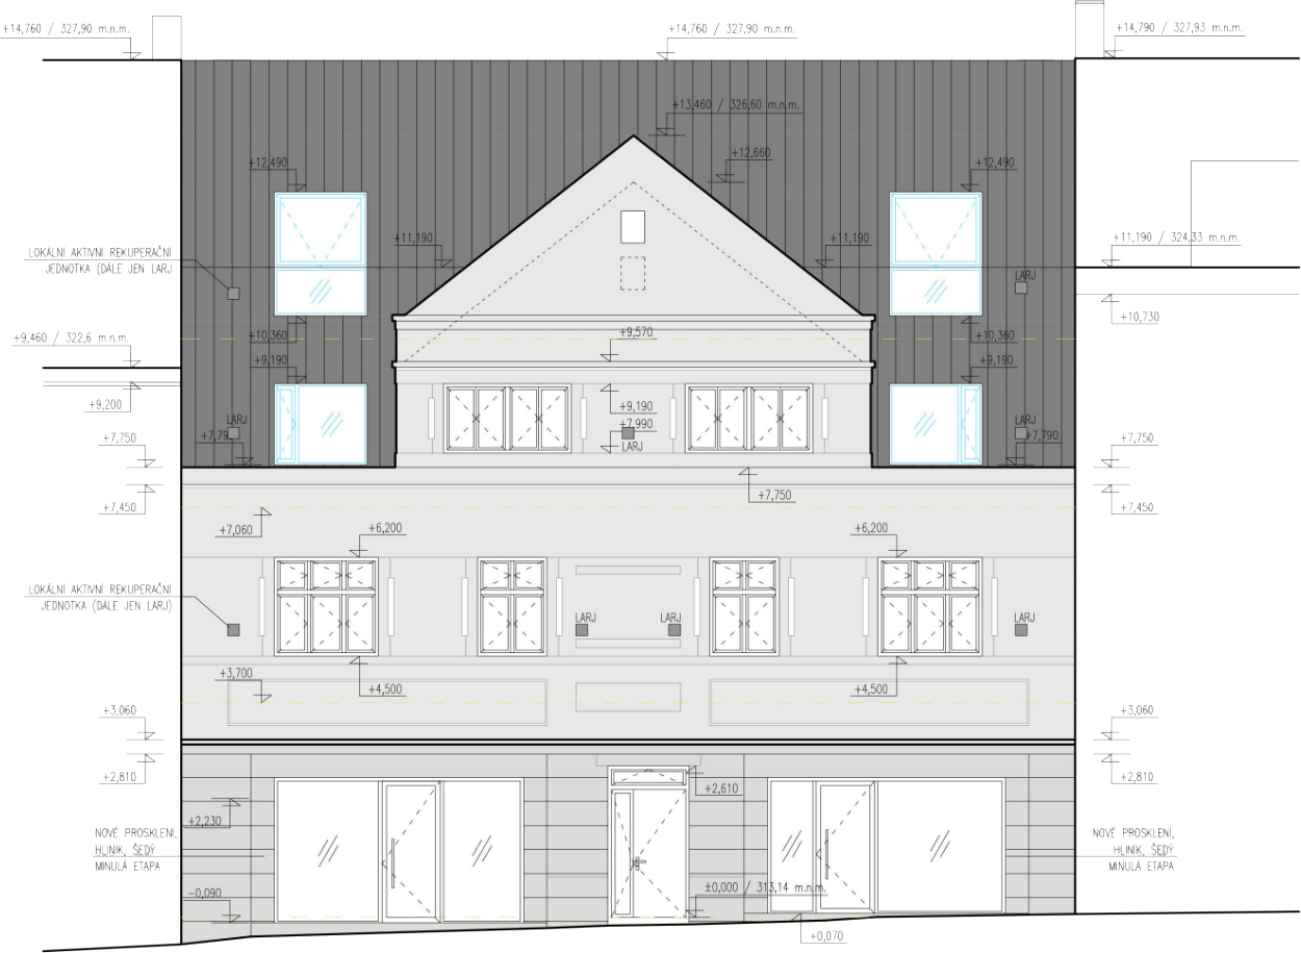 +14,760 / 327,90 m.n.m.
+14,760 / 327,90 m.n.m.
+14,790 / 327,93 m.n.m.
+13,460 / 326,60 m.n.m.
+12,660
+12,490
+12,490
+11,190
+11,190
+11,190 / 324,33 m.n.m.
LOKÁLNÍ AKTIVNÍ REKUPERAČNÍ
JEDNOTKA (DÁLE JEN LARJ
LARJ
+10,730
+9,460 / 322,6 m.n.m.
+10,360
+9,570
+10,360
+9,190
+9,190
+9,200
+9,190
LARJ
+7,990
LARJ
LARJ
+7,750
+7,790
+7,790
+7,750
+7,750
+7,450
+7,450
+7,060
+6,200
+6,200
LOKÁLNÍ AKTIVNÍ REKUPERAČNÍ
JEDNOTKA (DÁLE JEN LARJ)
LARJ
LARJ
LARJ
+3,700
+4,500
+4,500
+3,060
+3,060
+2,810
+2,610
+2,810
+2,230
NOVÉ PROSKLENÍ,
HLINÍK, ŠEDÝ
MINULÁ ETAPA
NOVÉ PROSKLENÍ,
HLINÍK, ŠEDÝ
MINULÁ ETAPA
-0,090
±0,000 / 313,14 m.n.m.
+0,070